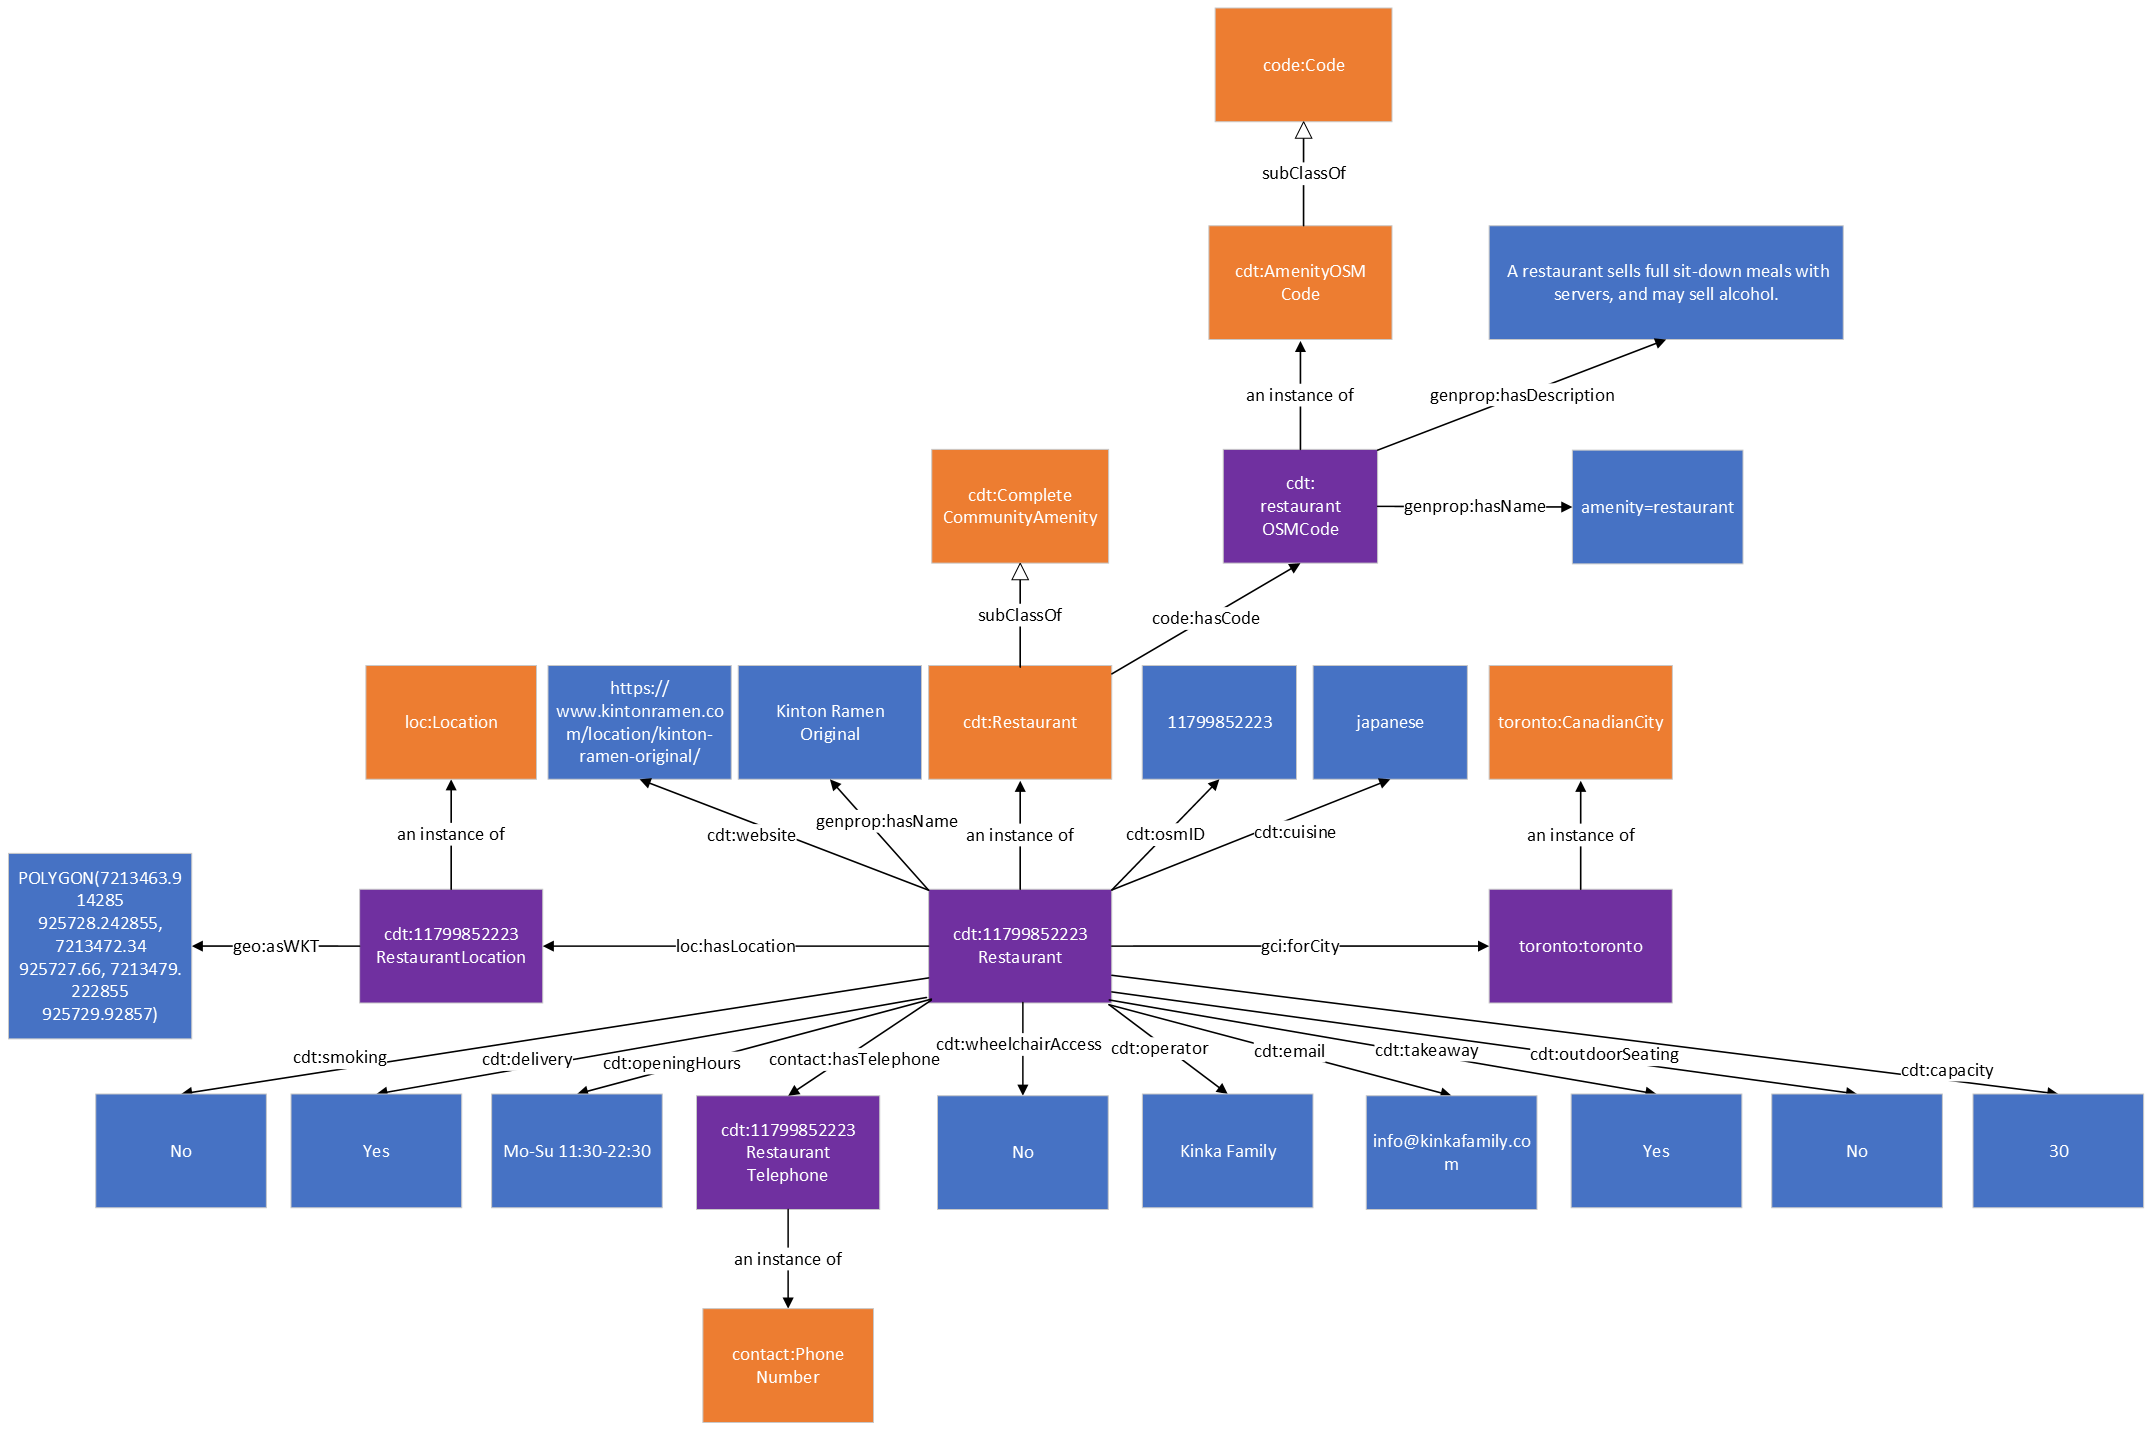 code:Code
subClassOf
cdt:AmenityOSM
Code
A restaurant sells full sit-down meals with
servers, and may sell alcohol.
an instance of
genprop:hasDescription
cdt:Complete
CommunityAmenity
cdt:
restaurant
OSMCode
genprop:hasName
amenity=restaurant
subClassOf
code:hasCode
loc:Location
https://
www.kintonramen.co
m/location/kinton-
ramen-original/
Kinton Ramen
Original
cdt:Restaurant
11799852223
japanese
toronto:CanadianCity
an instance of
cdt:website
genprop:hasName
an instance of
cdt:osmID
cdt:cuisine
an instance of
POLYGON(7213463.9
14285
925728.242855,
7213472.34
925727.66, 7213479.
222855
925729.92857)
geo:asWKT
cdt:11799852223
RestaurantLocation
loc:hasLocation
cdt:11799852223
Restaurant
gci:forCity
toronto:toronto
cdt:smoking
cdt:delivery
cdt:openingHours
contact:hasTelephone
cdt:wheelchairAccess
cdt:operator
cdt:email
cdt:takeaway
cdt:outdoorSeating
cdt:capacity
No
Yes
Mo-Su 11:30-22:30
cdt:11799852223
Restaurant
Telephone
No
Kinka Family
info@kinkafamily.co
m
Yes
No
30
an instance of
contact:Phone
Number